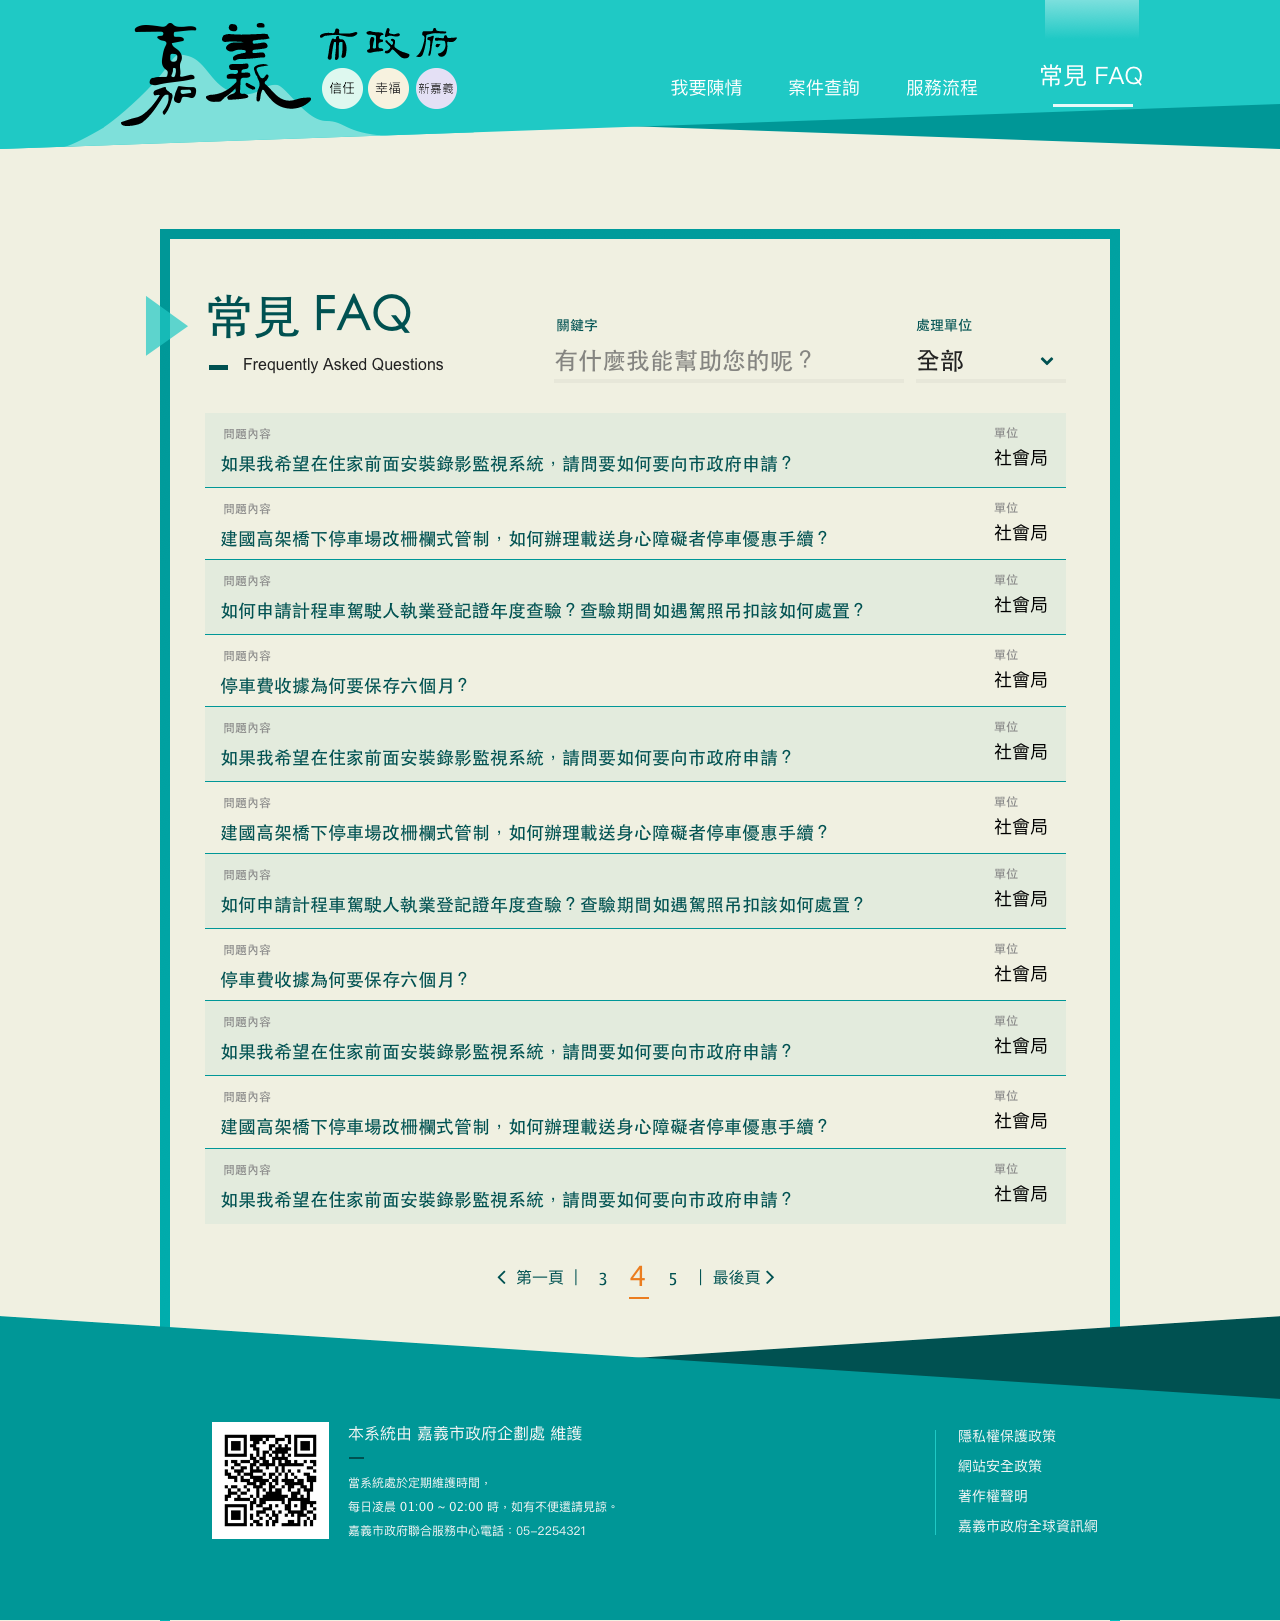 嘉義市政府
信任 幸福 新嘉義
我要陳情 案件查詢 服務流程 常見 FAQ
常見 FAQ
Frequently Asked Questions
關鍵字
有什麼我能幫助您的呢？
處理單位
全部
問題內容 單位
如果我希望在住家前面安裝錄影監視系統，請問要如何要向市政府申請？ 社會局
問題內容 單位
建國高架橋下停車場改柵欄式管制，如何辦理載送身心障礙者停車優惠手續？ 社會局
問題內容 單位
如何申請計程車駕駛人執業登記證年度查驗？查驗期間如遇駕照吊扣該如何處置？ 社會局
問題內容 單位
停車費收據為何要保存六個月？ 社會局
問題內容 單位
如果我希望在住家前面安裝錄影監視系統，請問要如何要向市政府申請？ 社會局
問題內容 單位
建國高架橋下停車場改柵欄式管制，如何辦理載送身心障礙者停車優惠手續？ 社會局
問題內容 單位
如何申請計程車駕駛人執業登記證年度查驗？查驗期間如遇駕照吊扣該如何處置？ 社會局
問題內容 單位
停車費收據為何要保存六個月？ 社會局
問題內容 單位
如果我希望在住家前面安裝錄影監視系統，請問要如何要向市政府申請？ 社會局
問題內容 單位
建國高架橋下停車場改柵欄式管制，如何辦理載送身心障礙者停車優惠手續？ 社會局
問題內容 單位
如果我希望在住家前面安裝錄影監視系統，請問要如何要向市政府申請？ 社會局
第一頁 | 3 4 5 | 最後頁
本系統由 嘉義市政府企劃處 維護
當系統處於定期維護時間，
每日凌晨 01:00 ~ 02:00 時，如有不便還請見諒。
嘉義市政府聯合服務中心電話：05-2254321
隱私權保護政策
網站安全政策
著作權聲明
嘉義市政府全球資訊網